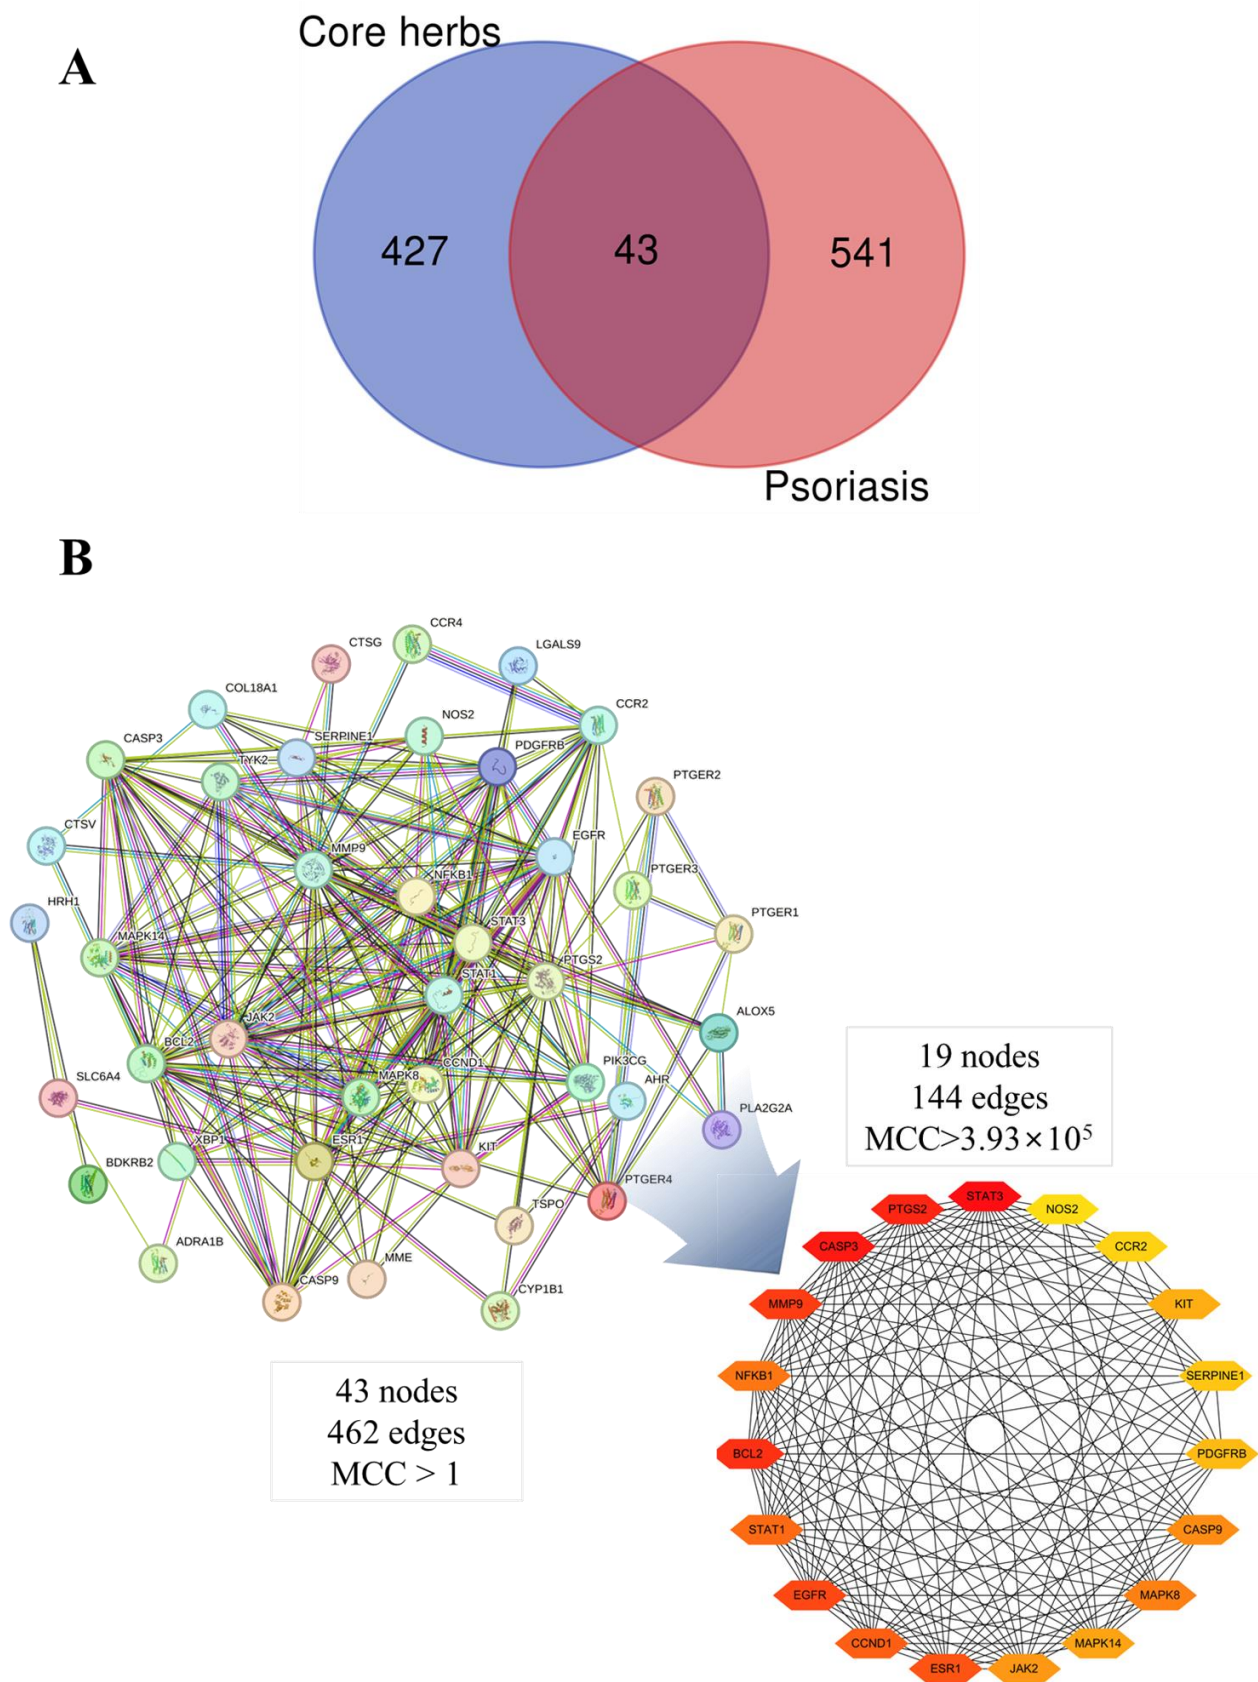 A
Core herbs
427
43
541
Psoriasis
B
CCR4
CTSG
LGALS9
COL18A1
CCR2
NOS2
SERPINE1
CASP3
PDGFRB
TYK2
PTGER2
CTSV
EGFR
MMP9
PTGER3
NFKB1
HRH1
PTGER1
STAT3
MAPK14
PTGS2
STAT1
ALOX5
JAK2
BCL2
PIK3CG
CCND1
MAPK8
AHR
SLC6A4
PLA2G2A
XBP1
ESR1
KIT
BDKRB2
PTGER4
TSPO
ADRA1B
MME
CASP9
CYP1B1
43 nodes
462 edges
MCC > 1
19 nodes
144 edges
MCC>3.93×10⁵
STAT3
PTGS2
NOS2
CASP3
CCR2
MMP9
KIT
NFKB1
SERPINE1
BCL2
PDGFRB
STAT1
CASP9
EGFR
MAPK8
CCND1
MAPK14
ESR1
JAK2